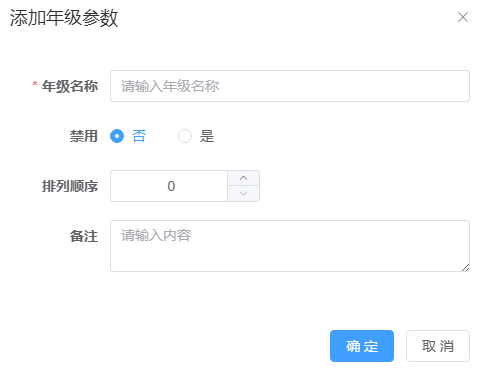 添加年级参数
* 年级名称 请输入年级名称
禁用 否 是
排列顺序 0
备注 请输入内容
确 定 取 消